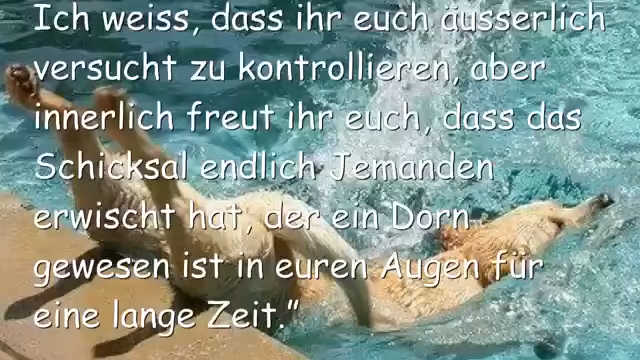 Ich weiss, dass ihr euch äusserlich
versucht zu kontrollieren, aber
innerlich freut ihr euch, dass das
Schicksal endlich Jemanden
erwischt hat, der ein Dorn
gewesen ist in euren Augen für
eine lange Zeit.”